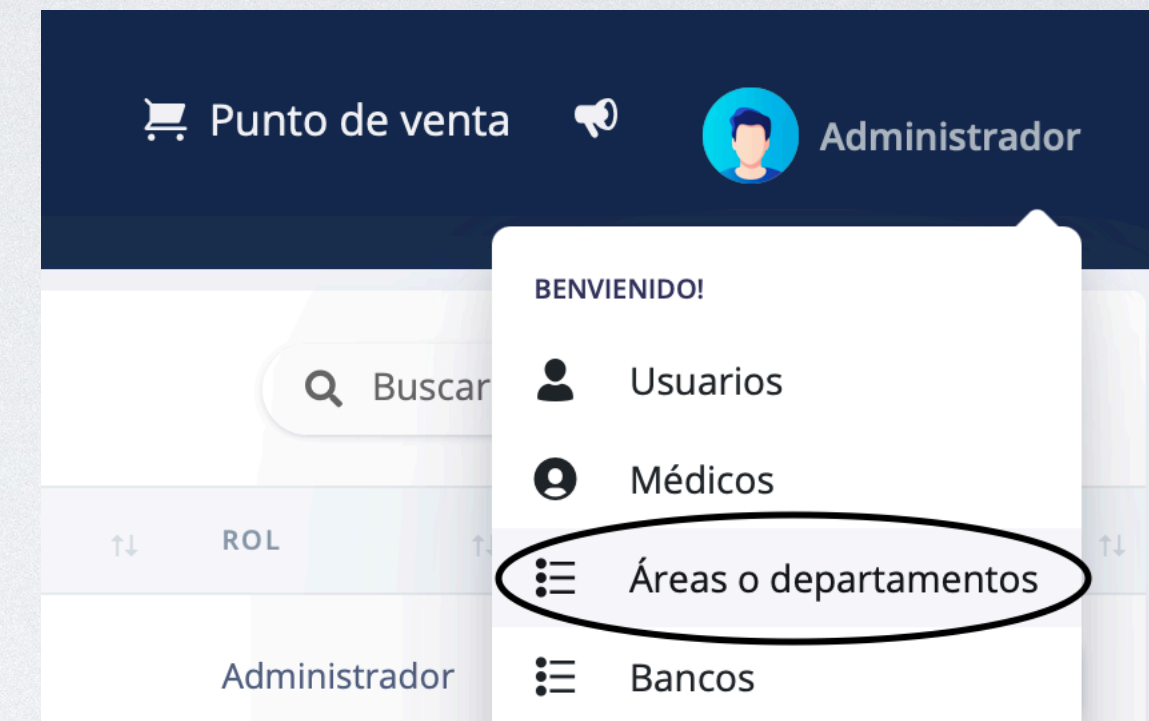 Punto de venta
Administrador
BENVIENIDO!
Buscar
Usuarios
Médicos
ROL
Áreas o departamentos
Administrador
Bancos